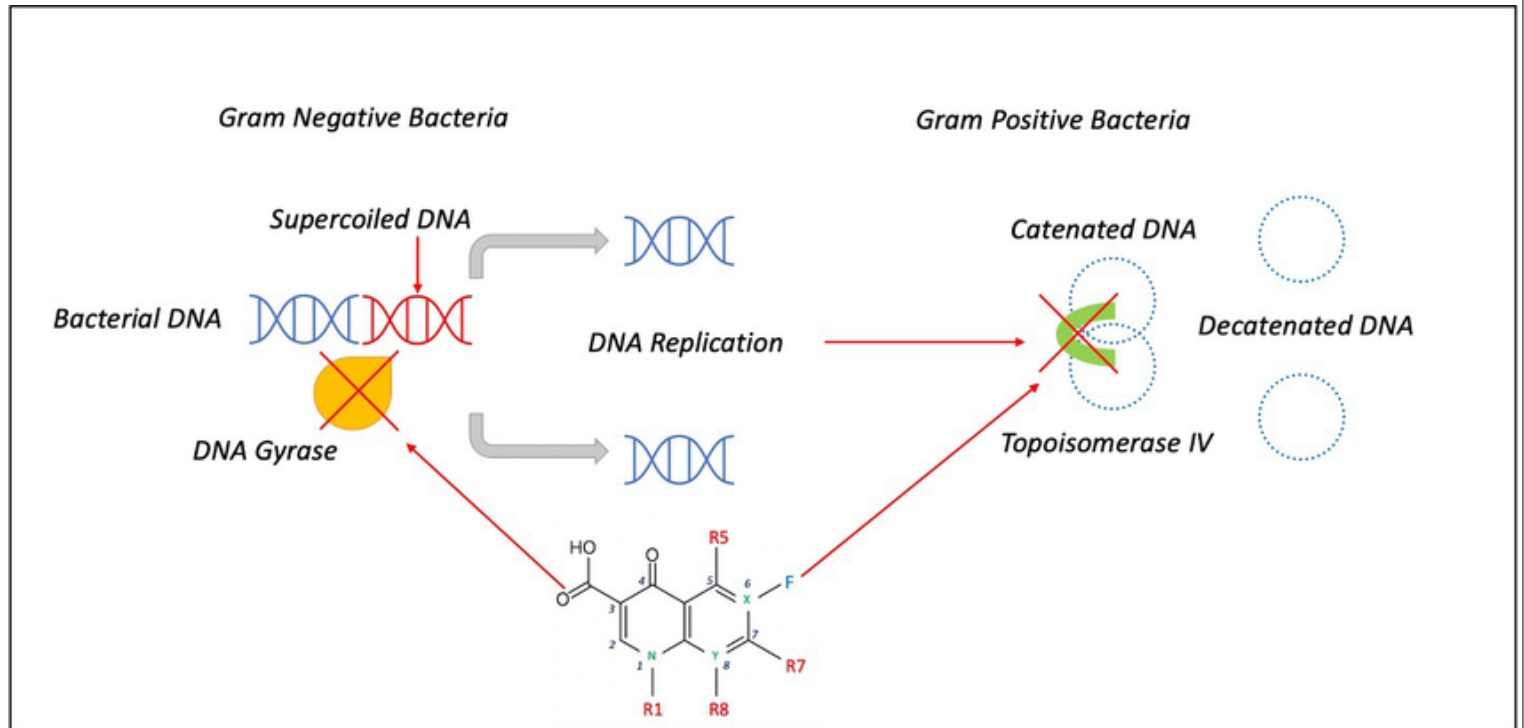 Gram Negative Bacteria
Gram Positive Bacteria
Supercoiled DNA
Catenated DNA
Bacterial DNA
DNA Replication
Decatenated DNA
DNA Gyrase
Topoisomerase IV
R5
HO
O
4
5
6
F
X
O
3
2
7
N
Y
1
8
R7
R1
R8